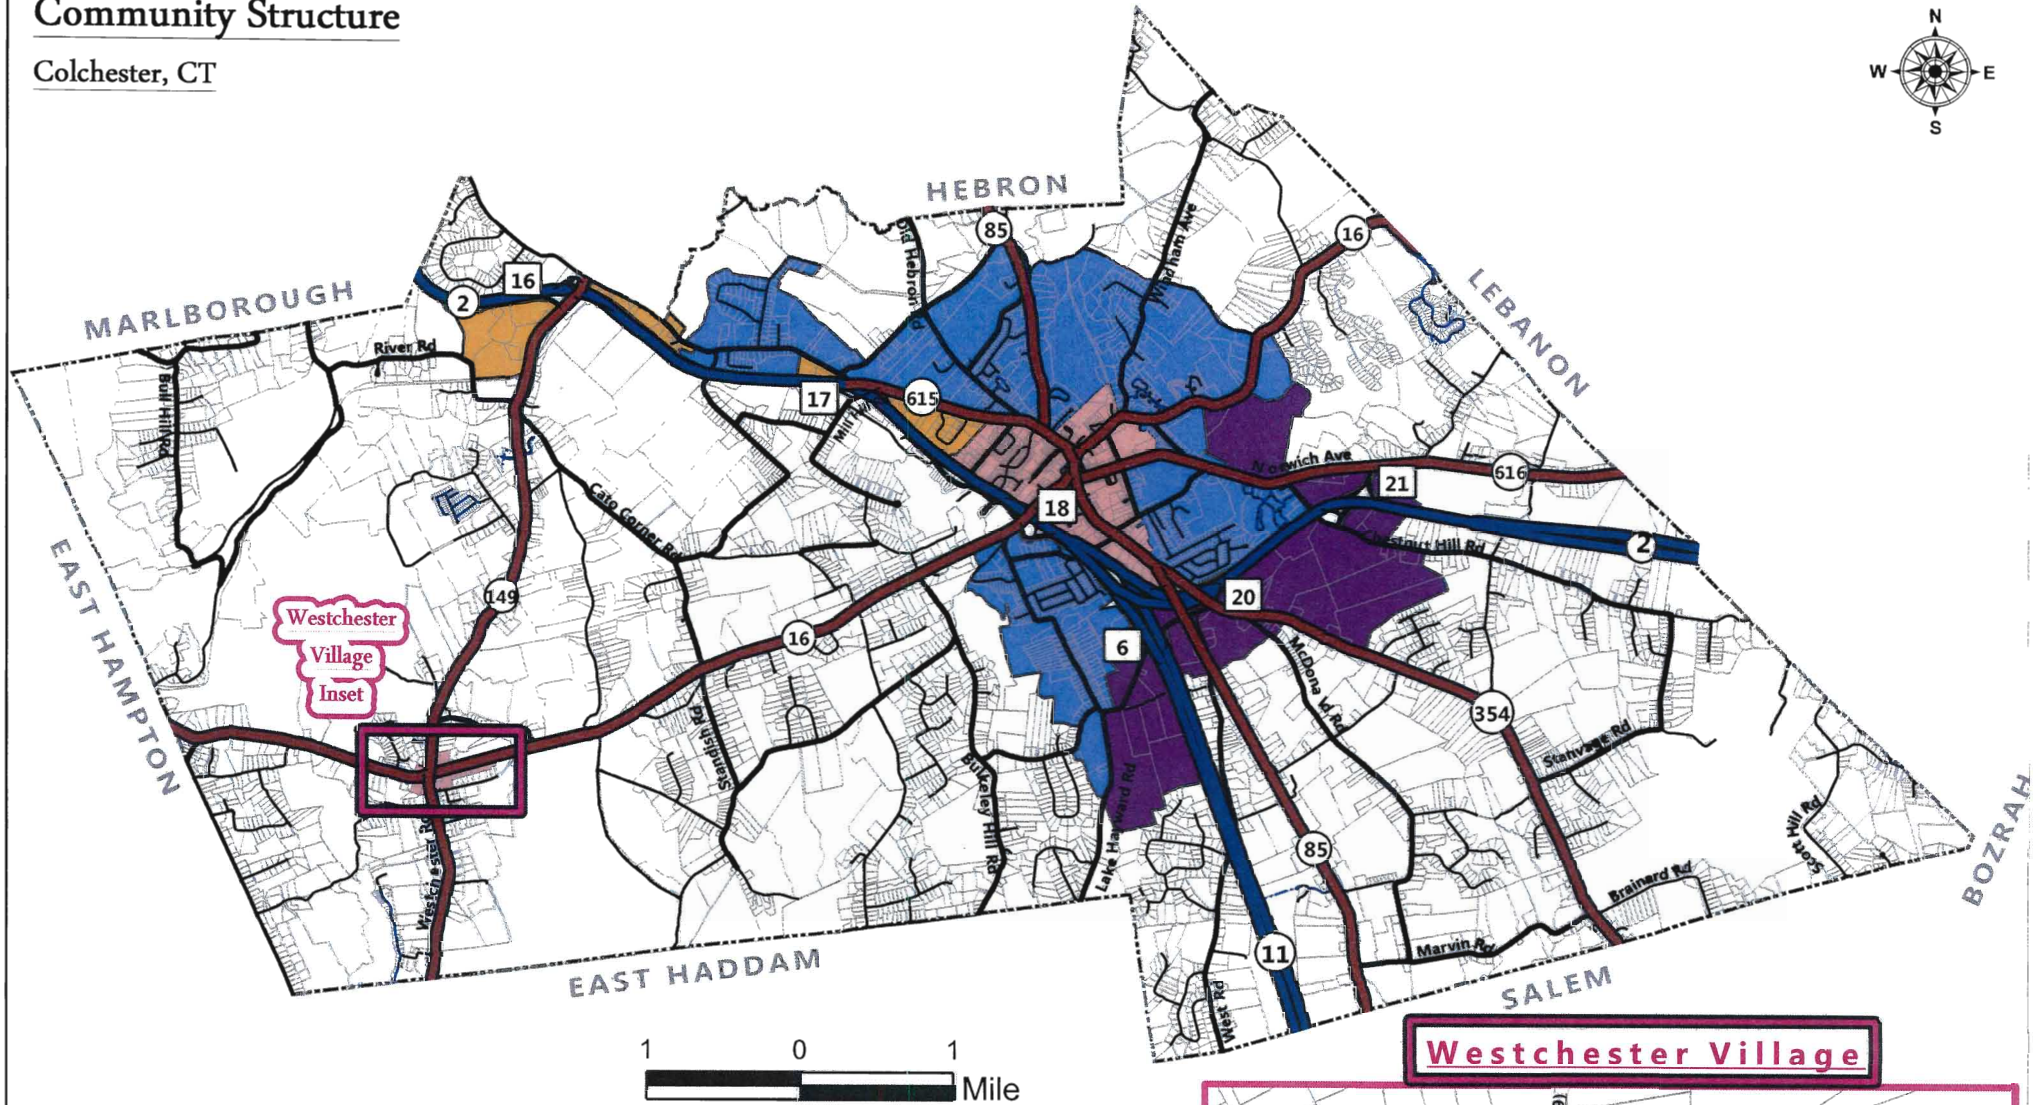 Community Structure
Colchester, CT
N
W E
S
HEBRON
MARLBOROUGH
LEBANON
EAST HAMPTON
EAST HADDAM
SALEM
BOZRAH
85
16
16
2
Windham Ave
River Rd
Bull Hill Rd
17
615
Norwich Ave
616
21
18
Cato Corner Rd
Chestnut Hill Rd
2
149
20
Westchester
Village
Inset
16
6
McDonald Rd
354
Standish Rd
Stanvage Rd
Bulkeley Hill Rd
Lake Hayward Rd
Scott Hill Rd
85
Westchester Rd
Brainard Rd
Marvin Rd
11
West Rd
1 0 1
Mile
Westchester Village